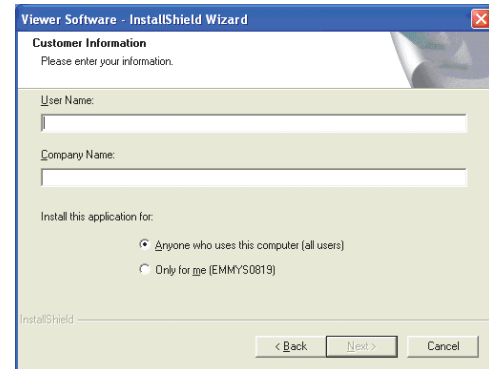 Viewer Software - InstallShield Wizard
Customer Information
Please enter your information.
User Name:
Company Name:
Install this application for:
Anyone who uses this computer (all users)
Only for me (EMMYS0819)
InstallShield
< Back Next > Cancel